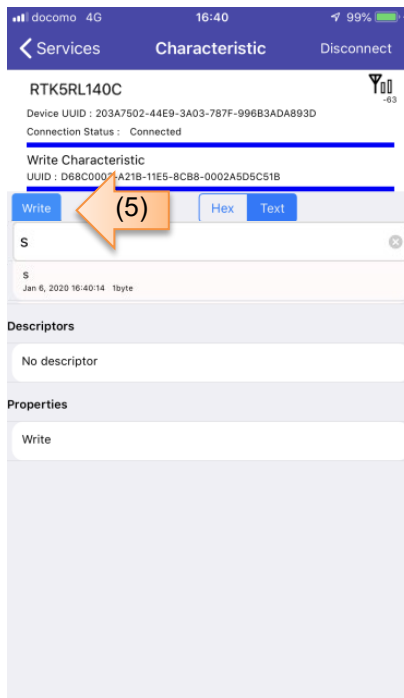 docomo 4G 16:40 99%
Services Characteristic Disconnect
RTK5RL140C
-63
Device UUID : 203A7502-44E9-3A03-787F-996B3ADA893D
Connection Status : Connected
Write Characteristic
UUID : D68C0002-A21B-11E5-8CB8-0002A5D5C51B
Write (5) Hex Text
S
S
Jan 6, 2020 16:40:14 1byte
Descriptors
No descriptor
Properties
Write